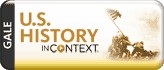 GALE
U.S.
HISTORY
IN CONTEXT